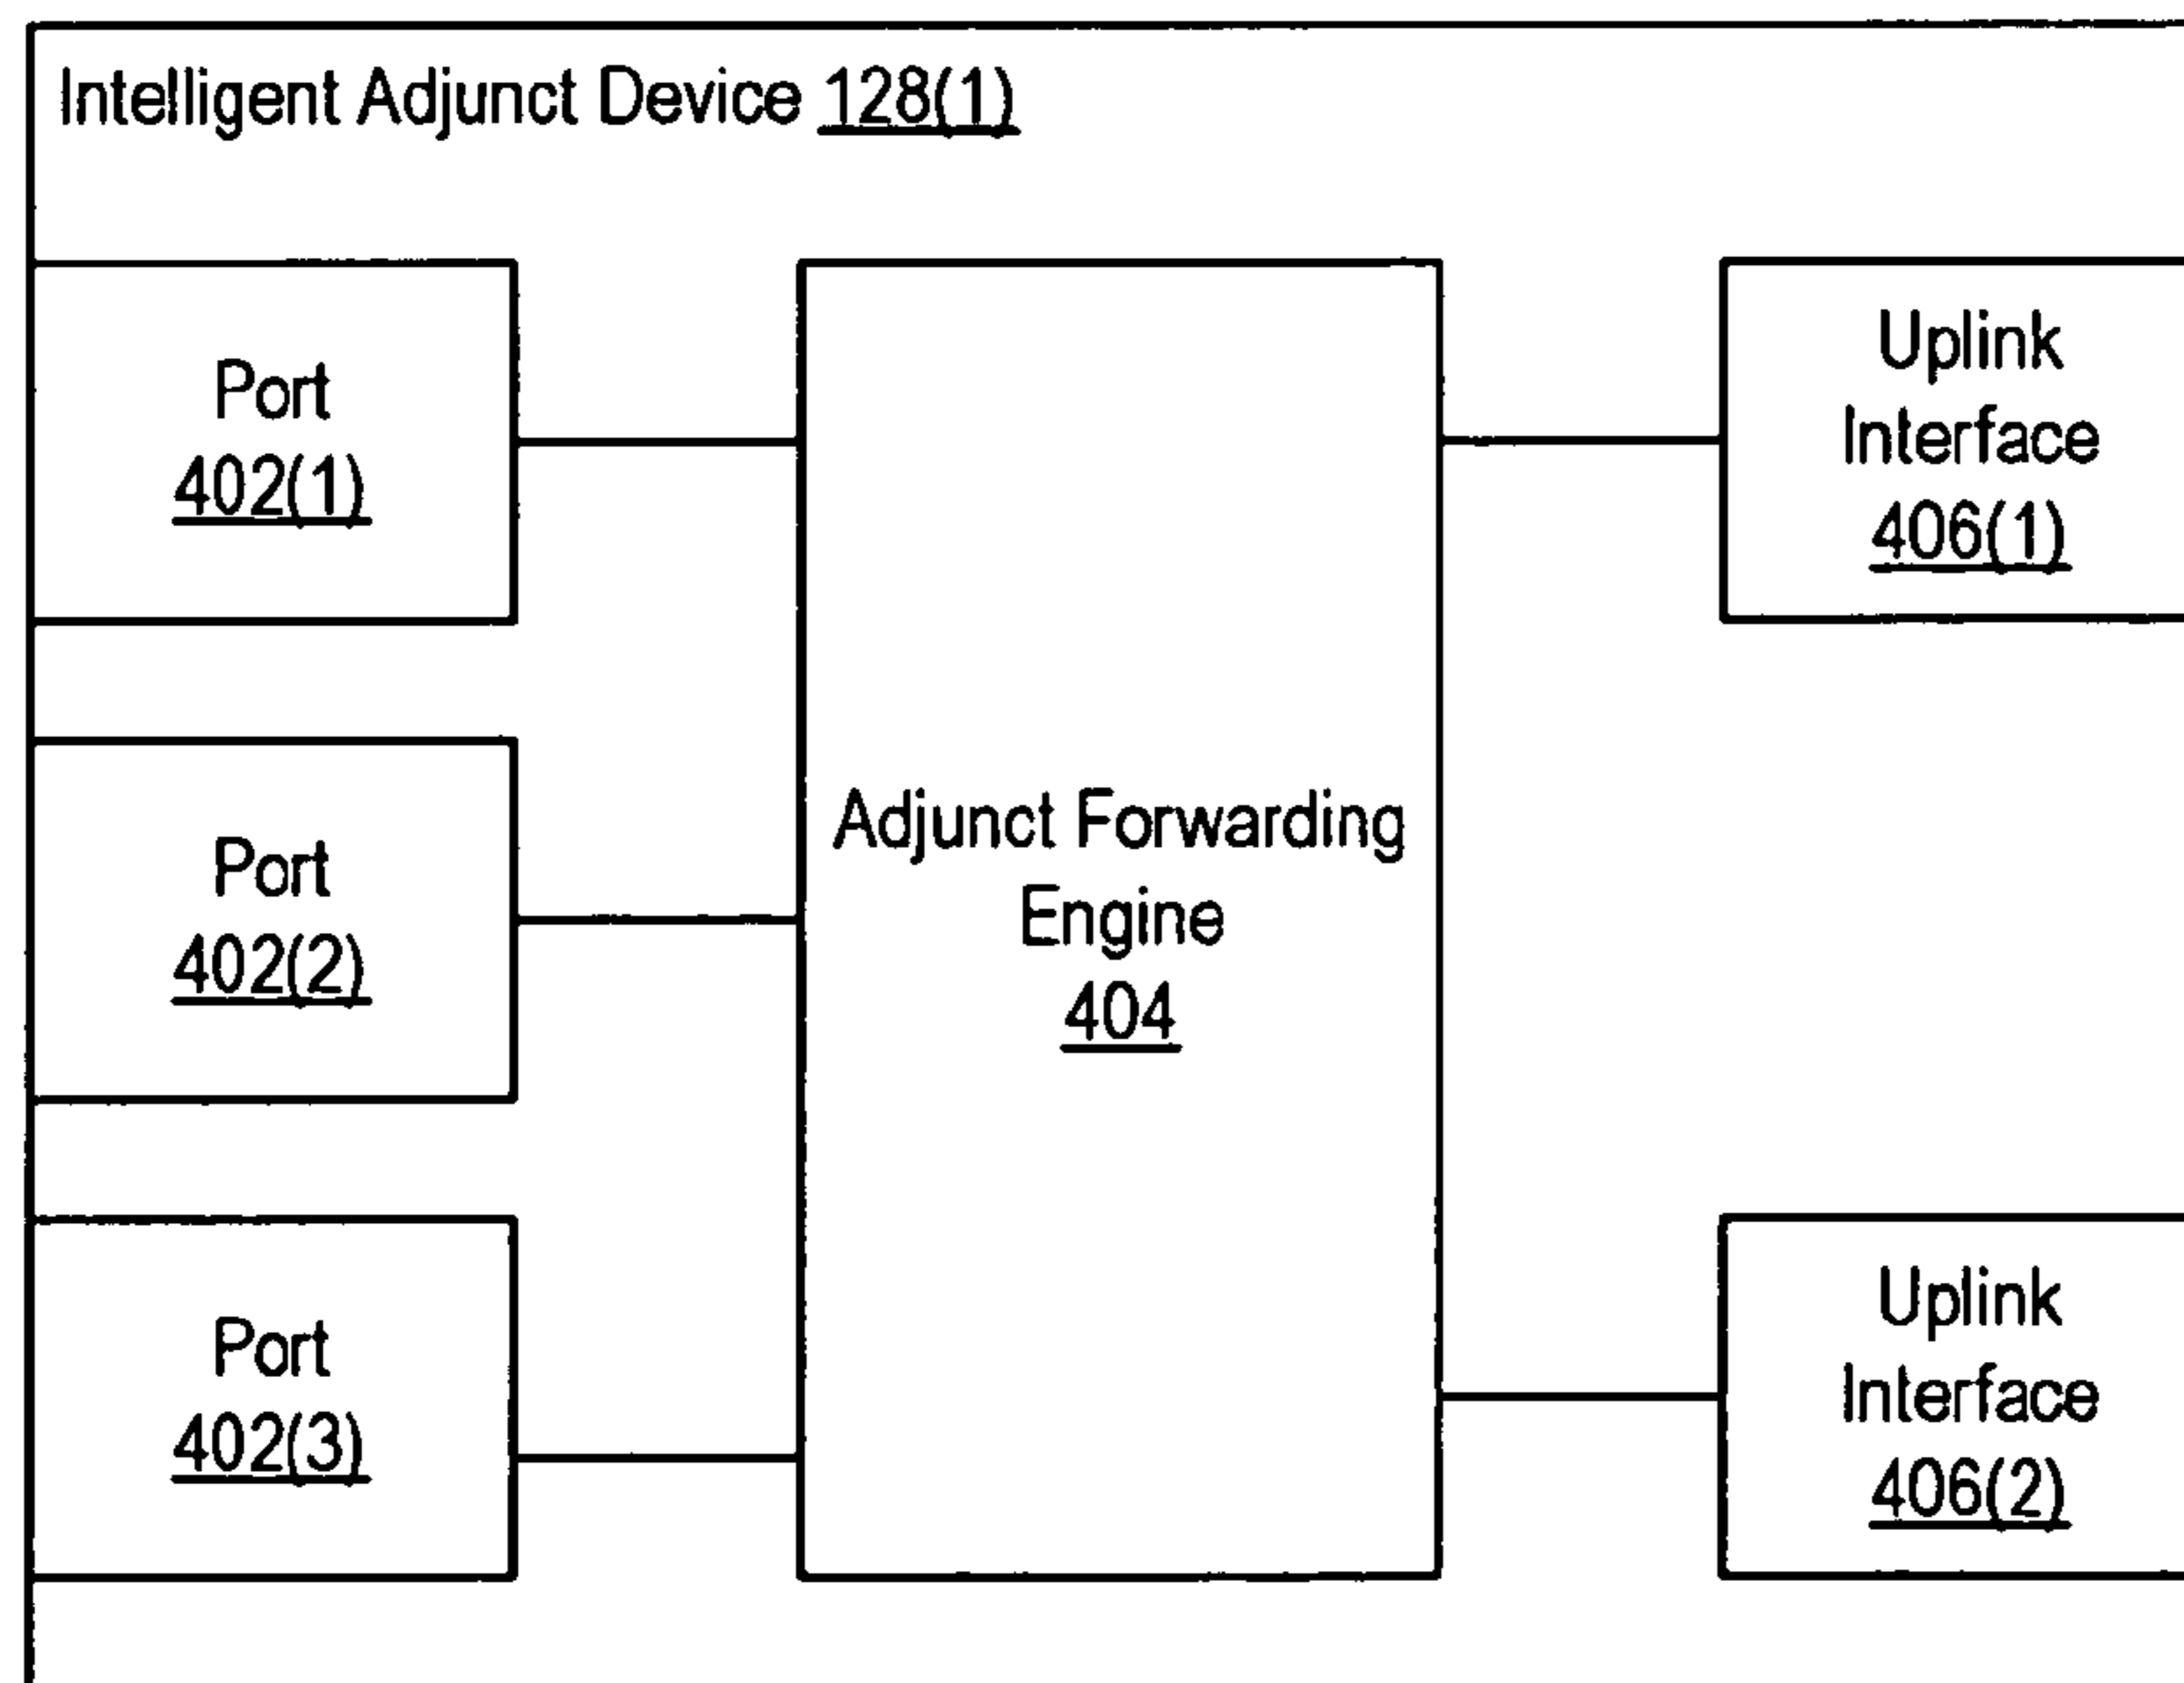 Intelligent Adjunct Device 128(1)
Port
402(1)
Port
402(2)
Port
402(3)
Adjunct Forwarding
Engine
404
Uplink
Interface
406(1)
Uplink
Interface
406(2)